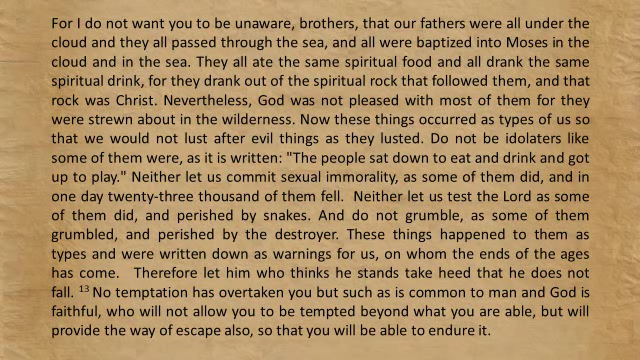 For I do not want you to be unaware, brothers, that our fathers were all under the
cloud and they all passed through the sea, and all were baptized into Moses in the
cloud and in the sea. They all ate the same spiritual food and all drank the same
spiritual drink, for they drank out of the spiritual rock that followed them, and that
rock was Christ. Nevertheless, God was not pleased with most of them for they
were strewn about in the wilderness. Now these things occurred as types of us so
that we would not lust after evil things as they lusted. Do not be idolaters like
some of them were, as it is written: "The people sat down to eat and drink and got
up to play." Neither let us commit sexual immorality, as some of them did, and in
one day twenty-three thousand of them fell.  Neither let us test the Lord as some
of them did, and perished by snakes. And do not grumble, as some of them
grumbled, and perished by the destroyer. These things happened to them as
types and were written down as warnings for us, on whom the ends of the ages
has come.  Therefore let him who thinks he stands take heed that he does not
fall. 13 No temptation has overtaken you but such as is common to man and God is
faithful, who will not allow you to be tempted beyond what you are able, but will
provide the way of escape also, so that you will be able to endure it.